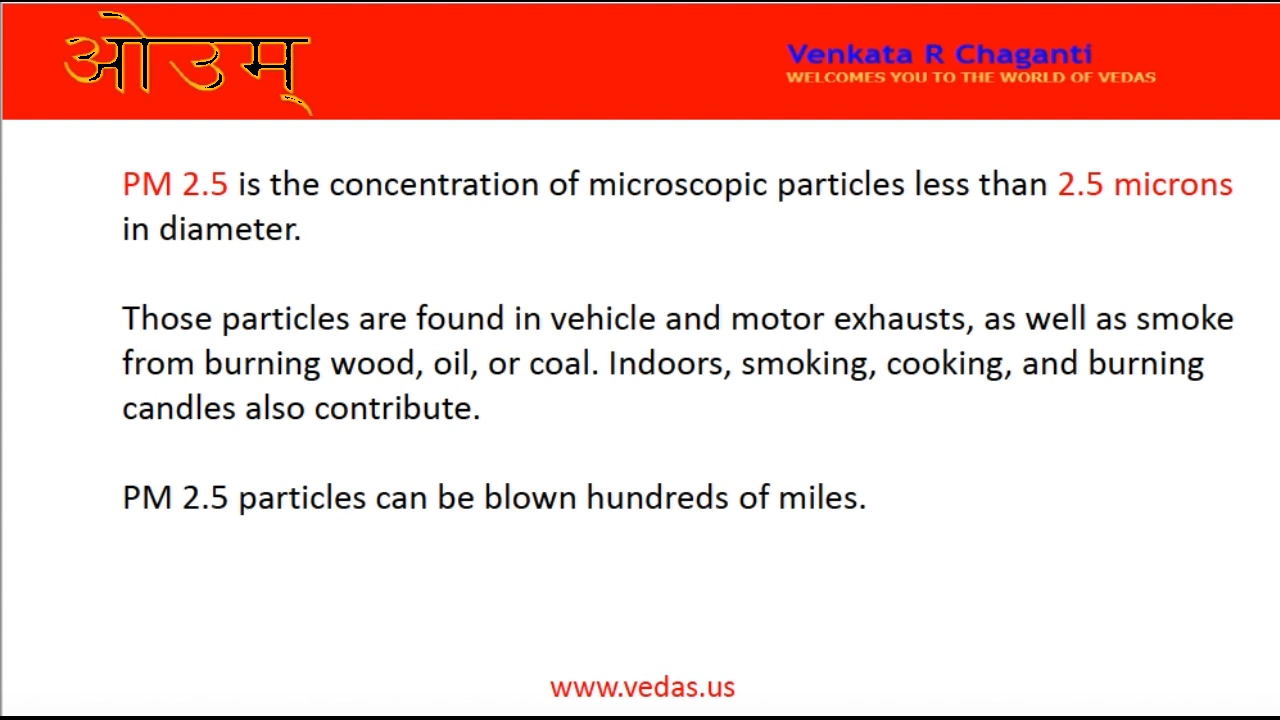 ओउम्
Venkata R Chaganti
WELCOMES YOU TO THE WORLD OF VEDAS
PM 2.5 is the concentration of microscopic particles less than 2.5 microns
in diameter.
Those particles are found in vehicle and motor exhausts, as well as smoke
from burning wood, oil, or coal. Indoors, smoking, cooking, and burning
candles also contribute.
PM 2.5 particles can be blown hundreds of miles.
www.vedas.us